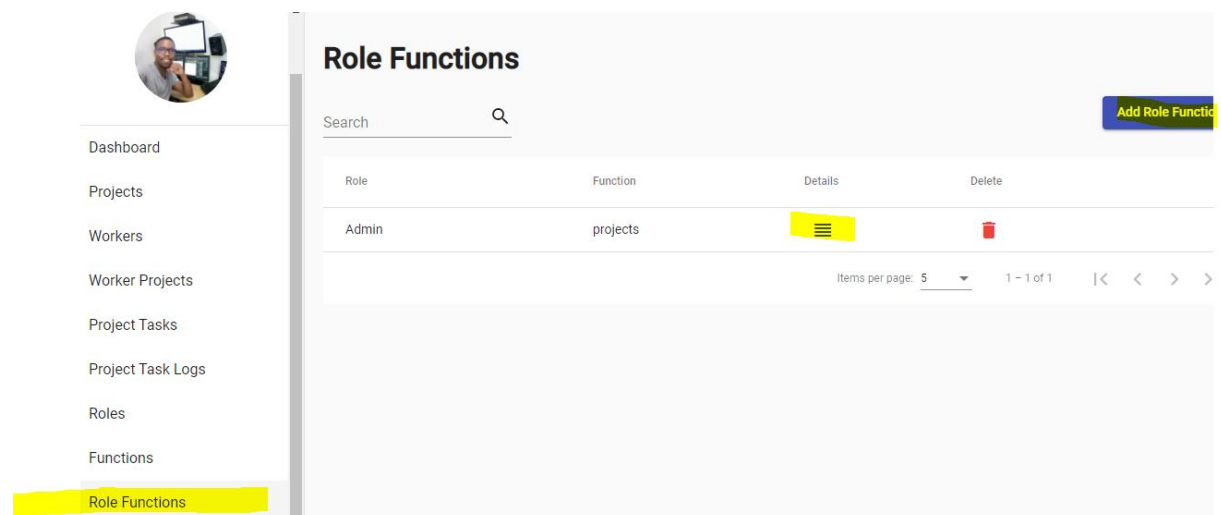 Role Functions
Search
Add Role Functio
Dashboard
Projects
Workers
Worker Projects
Project Tasks
Project Task Logs
Roles
Functions
Role Functions
Role Function Details Delete
Admin projects
Items per page: 5 1 – 1 of 1